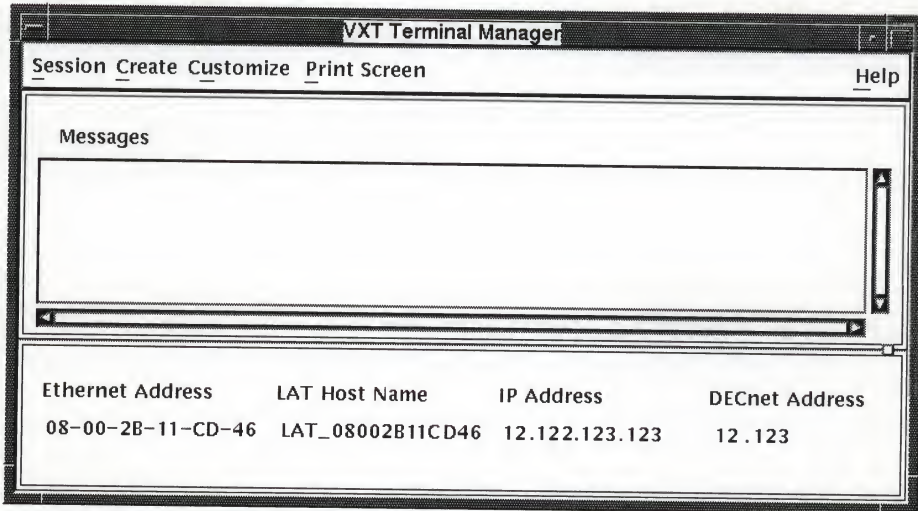 VXT Terminal Manager
Session Create Customize Print Screen Help
Messages
Ethernet Address LAT Host Name IP Address DECnet Address
08-00-2B-11-CD-46 LAT_08002B11CD46 12.122.123.123 12.123